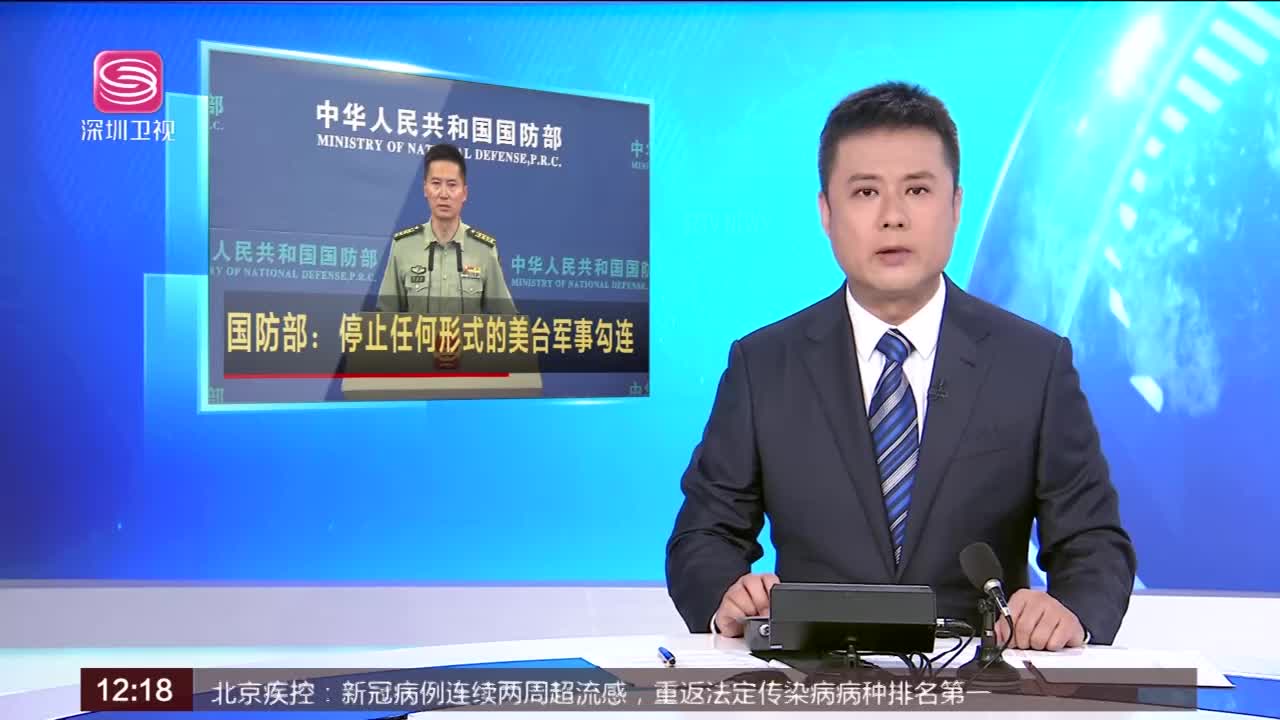 深圳卫视
中华人民共和国国防部
MINISTRY OF NATIONAL DEFENSE,P.R.C.
人民共和国国防部
Y OF NATIONAL DEFENSE,P.R.C.
中华人民共和国国防
MINISTRY OF NATIONAL DEFENSE,
国防部：停止任何形式的美台军事勾连
12:18 北京疾控：新冠病例连续两周超流感，重返法定传染病病种排名第一